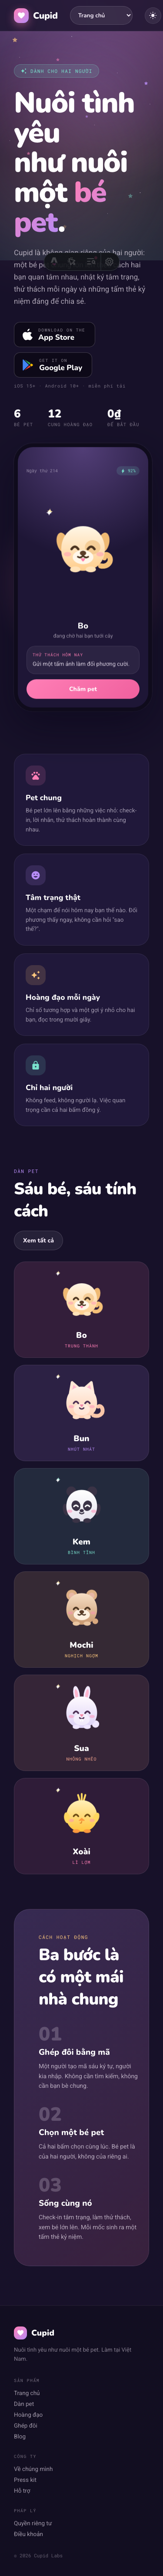 Cupid
Trang chủ
DÀNH CHO HAI NGƯỜI
Nuôi tình
yêu
như nuôi
một bé
pet.
Cupid là không gian riêng của hai người:
một bé p
quan nhau, một kỷ tâm trạng,
thử thách mỗi ngày và những tấm thẻ kỷ
niệm đáng để chia sẻ.
DOWNLOAD ON THE
App Store
GET IT ON
Google Play
iOS 15+ · Android 10+ · miễn phí tải
6
BÉ PET
12
CUNG HOÀNG ĐẠO
0₫
ĐỂ BẮT ĐẦU
Ngày thứ 214
92%
Bo
đang chờ hai bạn tưới cây
THỬ THÁCH HÔM NAY
Gửi một tấm ảnh làm đối phương cười.
Chăm pet
Pet chung
Bé pet lớn lên bằng những việc nhỏ: check-
in, lời nhắn, thử thách hoàn thành cùng
nhau.
Tâm trạng thật
Một chạm để nói hôm nay bạn thế nào. Đối
phương thấy ngay, không cần hỏi “sao
thế?”.
Hoàng đạo mỗi ngày
Chỉ số tương hợp và một gợi ý nhỏ cho hai
bạn, đọc trong mười giây.
Chỉ hai người
Không feed, không người lạ. Việc quan
trọng cần cả hai bấm đồng ý.
DÀN PET
Sáu bé, sáu tính
cách
Xem tất cả
Bo
TRUNG THÀNH
Bun
NHÚT NHÁT
Kem
BÌNH TĨNH
Mochi
NGHỊCH NGỢM
Sua
NHÕNG NHẼO
Xoài
LÌ LỢM
CÁCH HOẠT ĐỘNG
Ba bước là
có một mái
nhà chung
01
Ghép đôi bằng mã
Một người tạo mã sáu ký tự, người
kia nhập. Không cần tìm kiếm, không
cần bạn bè chung.
02
Chọn một bé pet
Cả hai bấm chọn cùng lúc. Bé pet là
của hai người, không của riêng ai.
03
Sống cùng nó
Check-in tâm trạng, làm thử thách,
xem bé lớn lên. Mỗi mốc sinh ra một
tấm thẻ kỷ niệm.
Cupid
Nuôi tình yêu như nuôi một bé pet. Làm tại Việt
Nam.
SẢN PHẨM
Trang chủ
Dàn pet
Hoàng đạo
Ghép đôi
Blog
CÔNG TY
Về chúng mình
Press kit
Hỗ trợ
PHÁP LÝ
Quyền riêng tư
Điều khoản
© 2026 Cupid Labs